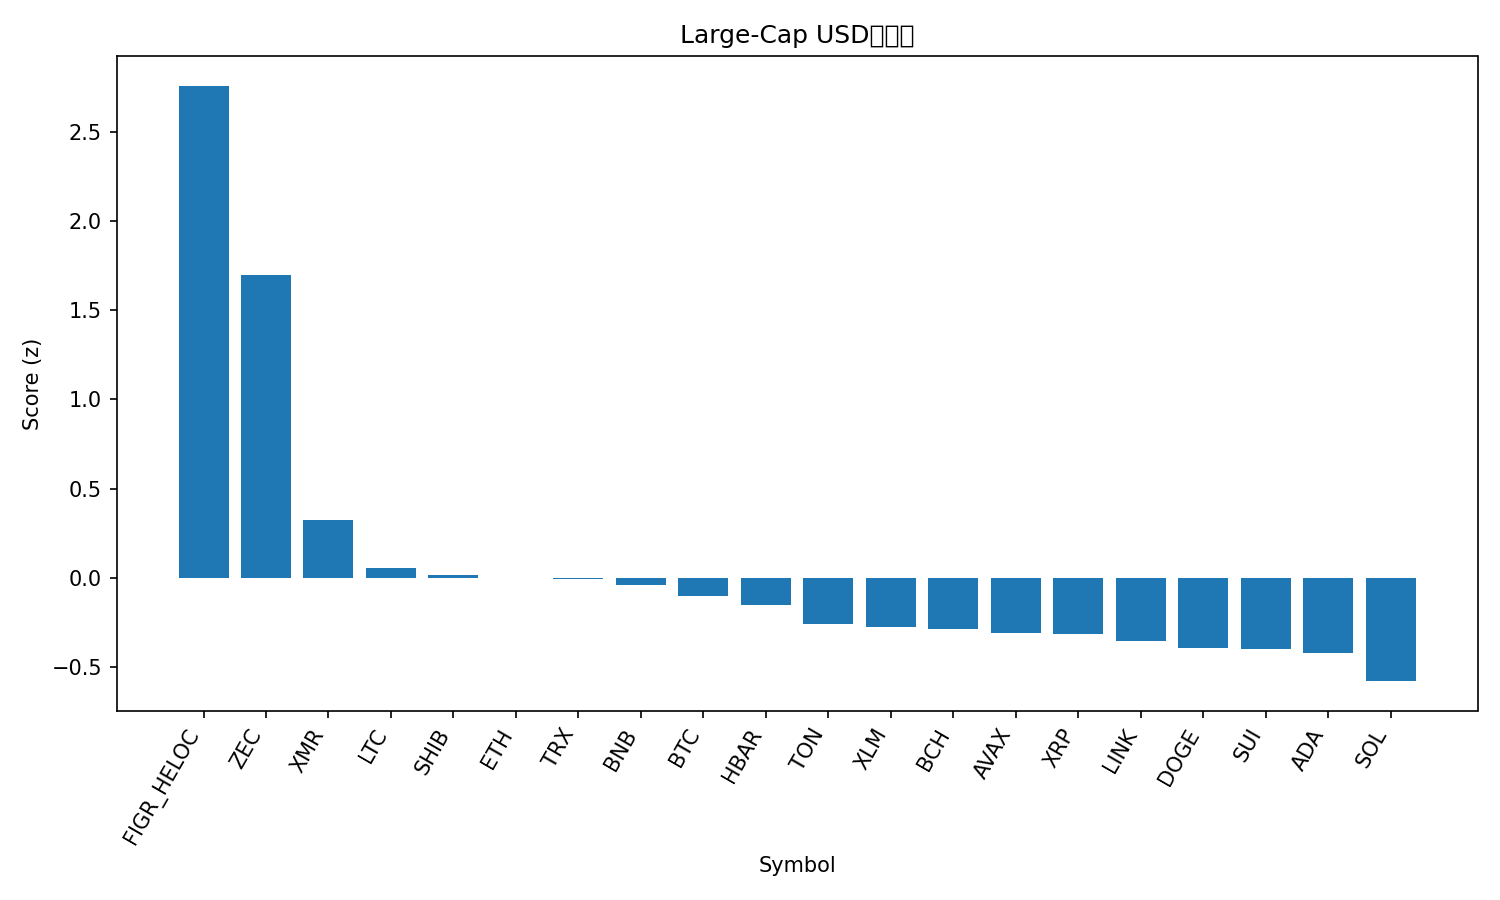 Large-Cap USD
Score (z)
2.5
2.0
1.5
1.0
0.5
0.0
−0.5
FIGR_HELOC
ZEC
XMR
LTC
SHIB
ETH
TRX
BNB
BTC
HBAR
TON
XLM
BCH
AVAX
XRP
LINK
DOGE
SUI
ADA
SOL
Symbol